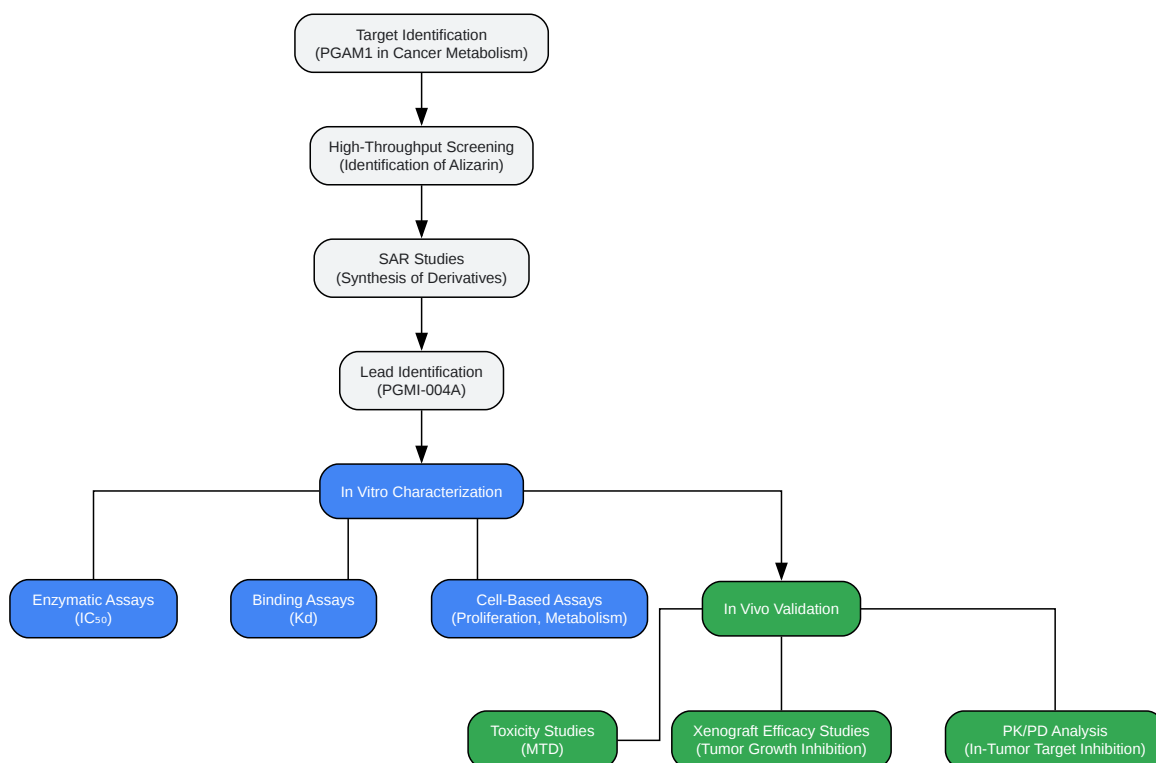 Target Identification
(PGAM1 in Cancer Metabolism)
High-Throughput Screening
(Identification of Alizarin)
SAR Studies
(Synthesis of Derivatives)
Lead Identification
(PGMI-004A)
In Vitro Characterization
Enzymatic Assays
(IC₅₀)
Binding Assays
(Kd)
Cell-Based Assays
(Proliferation, Metabolism)
In Vivo Validation
Toxicity Studies
(MTD)
Xenograft Efficacy Studies
(Tumor Growth Inhibition)
PK/PD Analysis
(In-Tumor Target Inhibition)